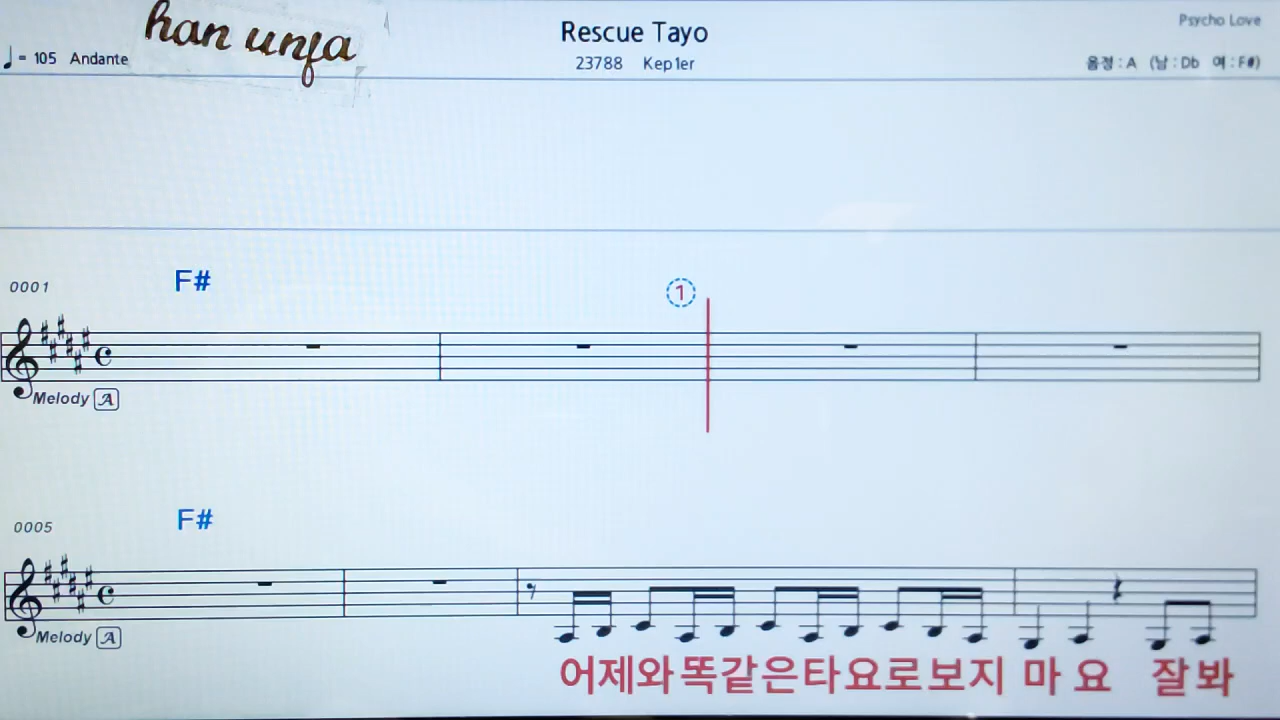 han unja
Rescue Tayo
Psycho Love
♩= 105 Andante
23788 Kep1er
음정 : A (남 : Db 여 : F#)
0001
F#
1
Melody A
0005
F#
Melody A
어제와똑같은타요로보지 마 요 잘봐